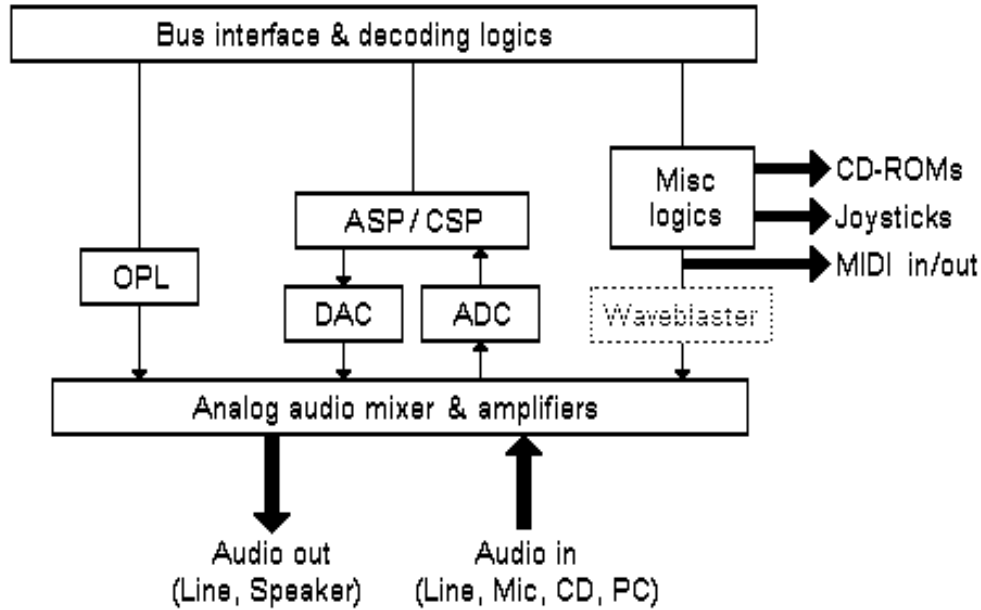 Bus interface & decoding logics
Misc
logics
CD-ROMs
Joysticks
MIDI in/out
ASP / CSP
OPL
DAC
ADC
Waveblaster
Analog audio mixer & amplifiers
Audio out
(Line, Speaker)
Audio in
(Line, Mic, CD, PC)